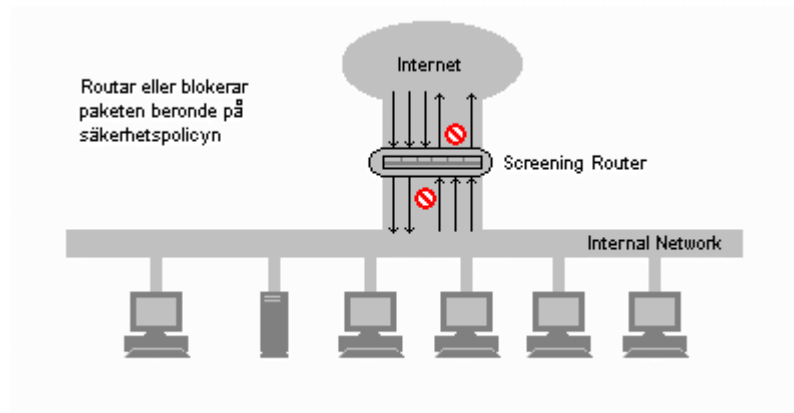 Internet
Routar eller blokerar
paketen beronde på
säkerhetspolicyn
Screening Router
Internal Network